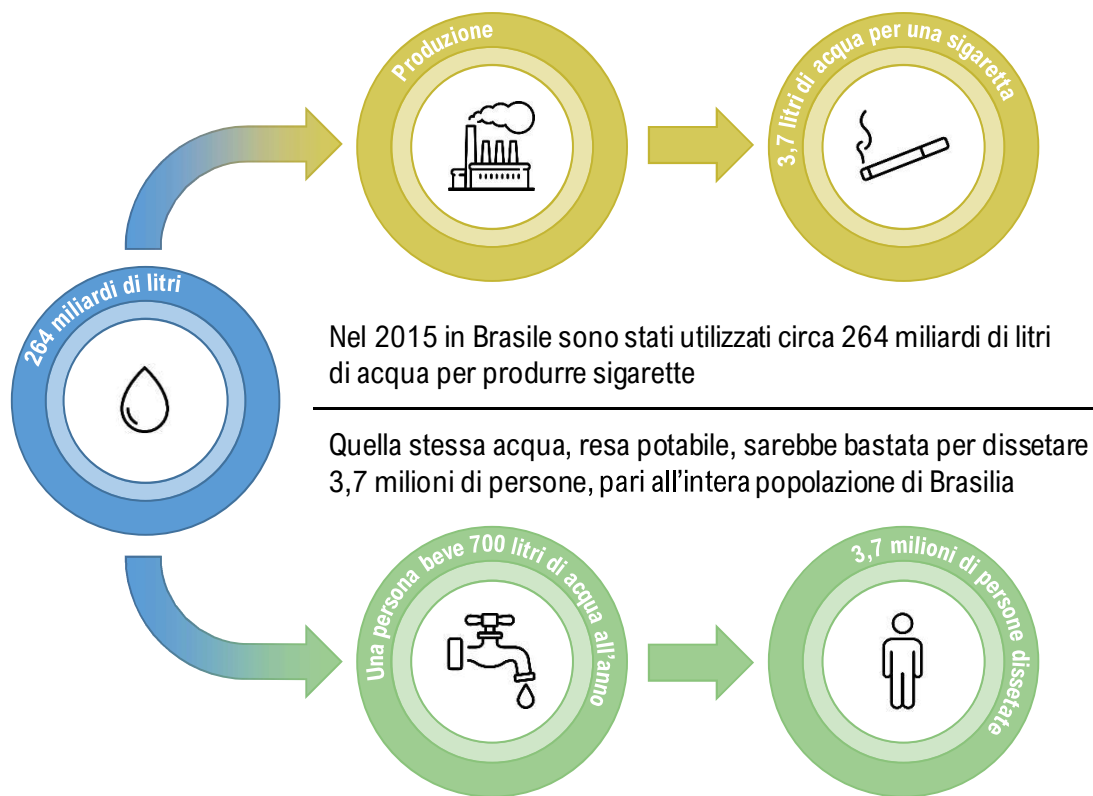 Produzione
3,7 litri di acqua per una sigaretta
264 miliardi di litri
Nel 2015 in Brasile sono stati utilizzati circa 264 miliardi di litri
di acqua per produrre sigarette
Quella stessa acqua, resa potabile, sarebbe bastata per dissetare
3,7 milioni di persone, pari all'intera popolazione di Brasilia
Una persona beve 700 litri di acqua all'anno
3,7 milioni di persone dissetate